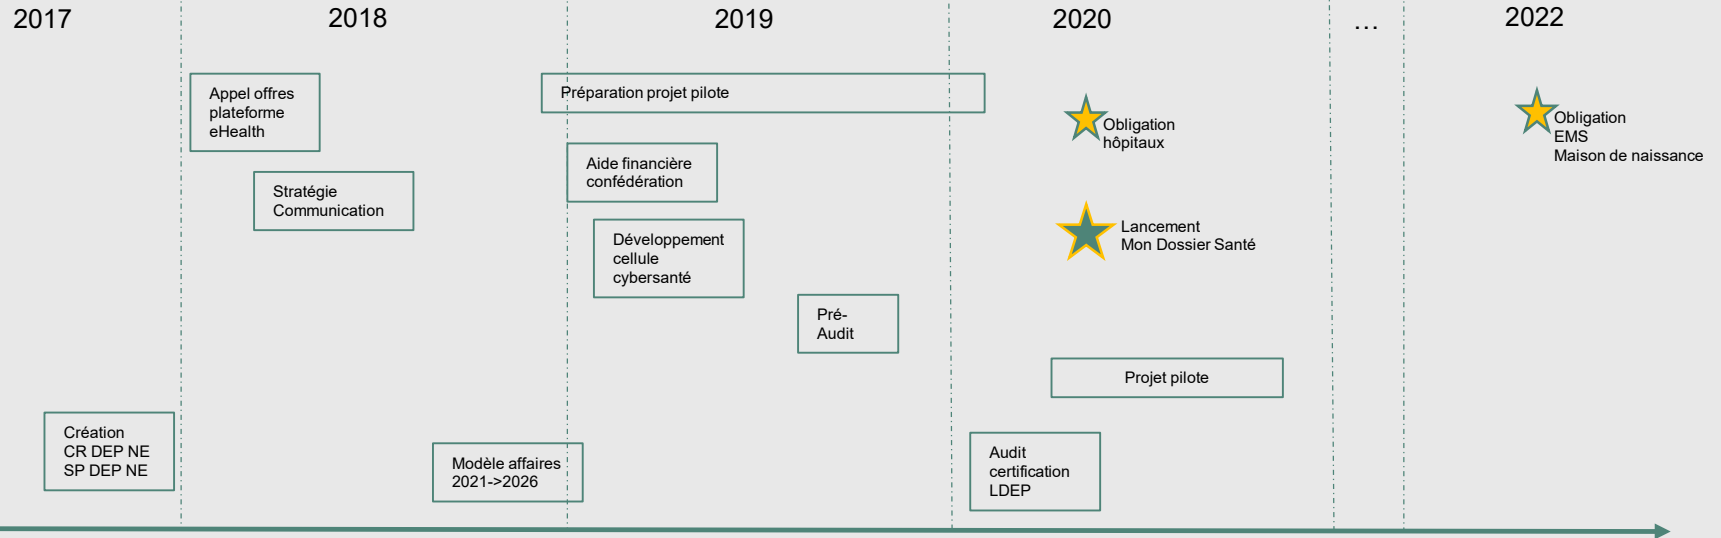 2017
2018
2019
2020
…
2022
Appel offres
plateforme
eHealth
Stratégie
Communication
Préparation projet pilote
Aide financière
confédération
Développement
cellule
cybersanté
Pré-
Audit
Obligation
hôpitaux
Lancement
Mon Dossier Santé
Obligation
EMS
Maison de naissance
Projet pilote
Création
CR DEP NE
SP DEP NE
Modèle affaires
2021->2026
Audit
certification
LDEP